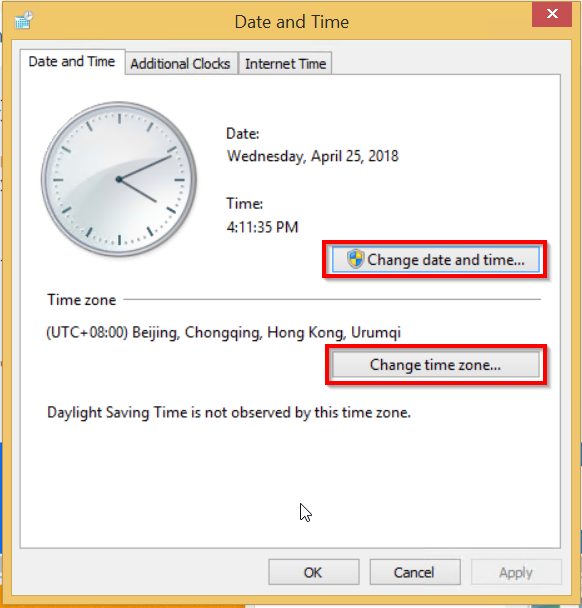 Date and Time
Date and Time
Additional Clocks
Internet Time
Date:
Wednesday, April 25, 2018
Time:
4:11:35 PM
Change date and time...
Time zone
(UTC+08:00) Beijing, Chongqing, Hong Kong, Urumqi
Change time zone...
Daylight Saving Time is not observed by this time zone.
OK
Cancel
Apply